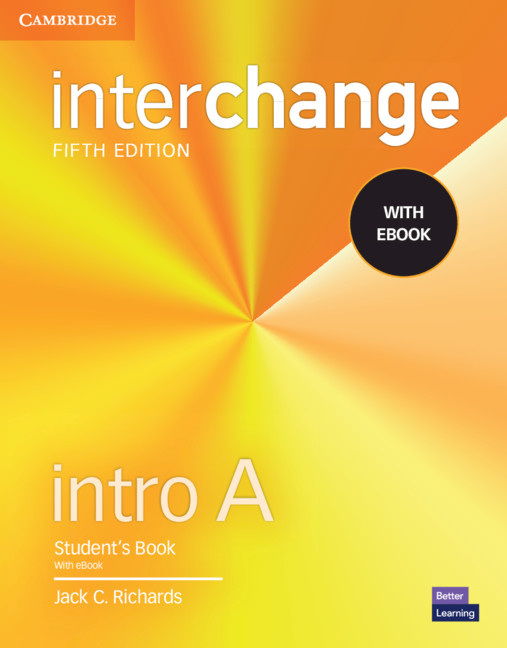 CAMBRIDGE
interchange
FIFTH EDITION
WITH
EBOOK
intro A
Student's Book
With eBook
Jack C. Richards
Better
Learning